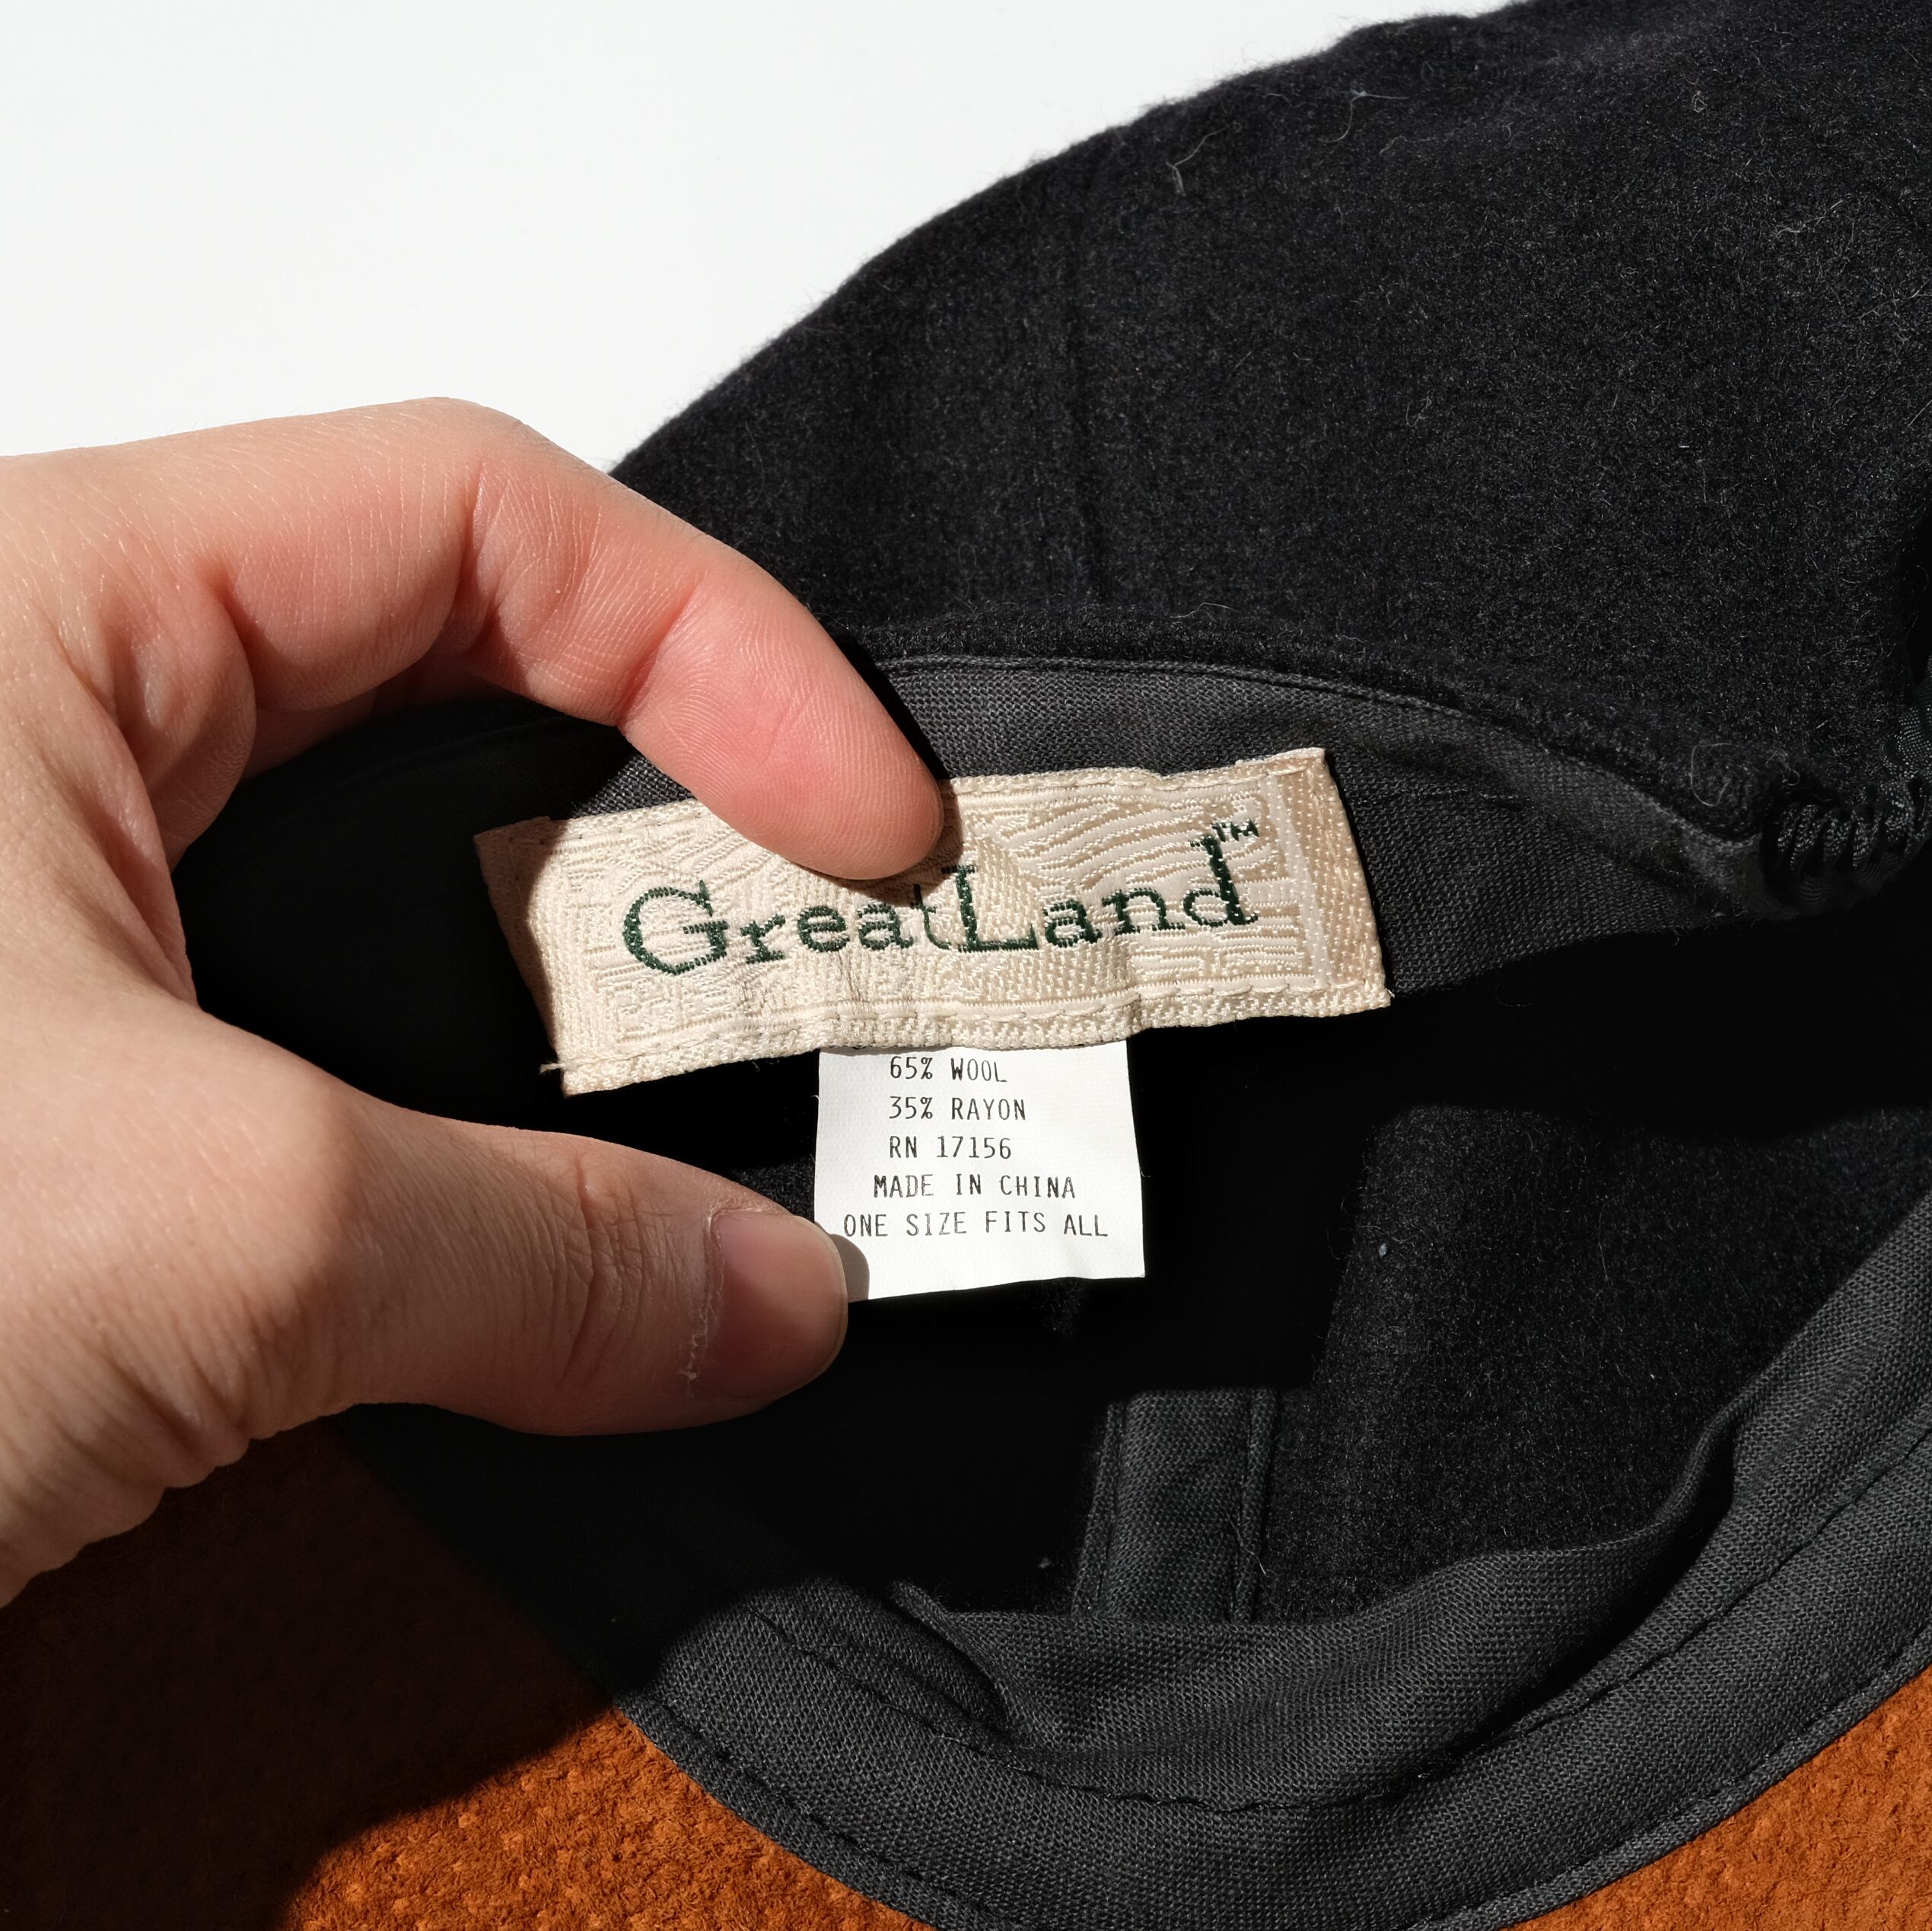 GreatLand™
65% WOOL
35% RAYON
RN 17156
MADE IN CHINA
ONE SIZE FITS ALL